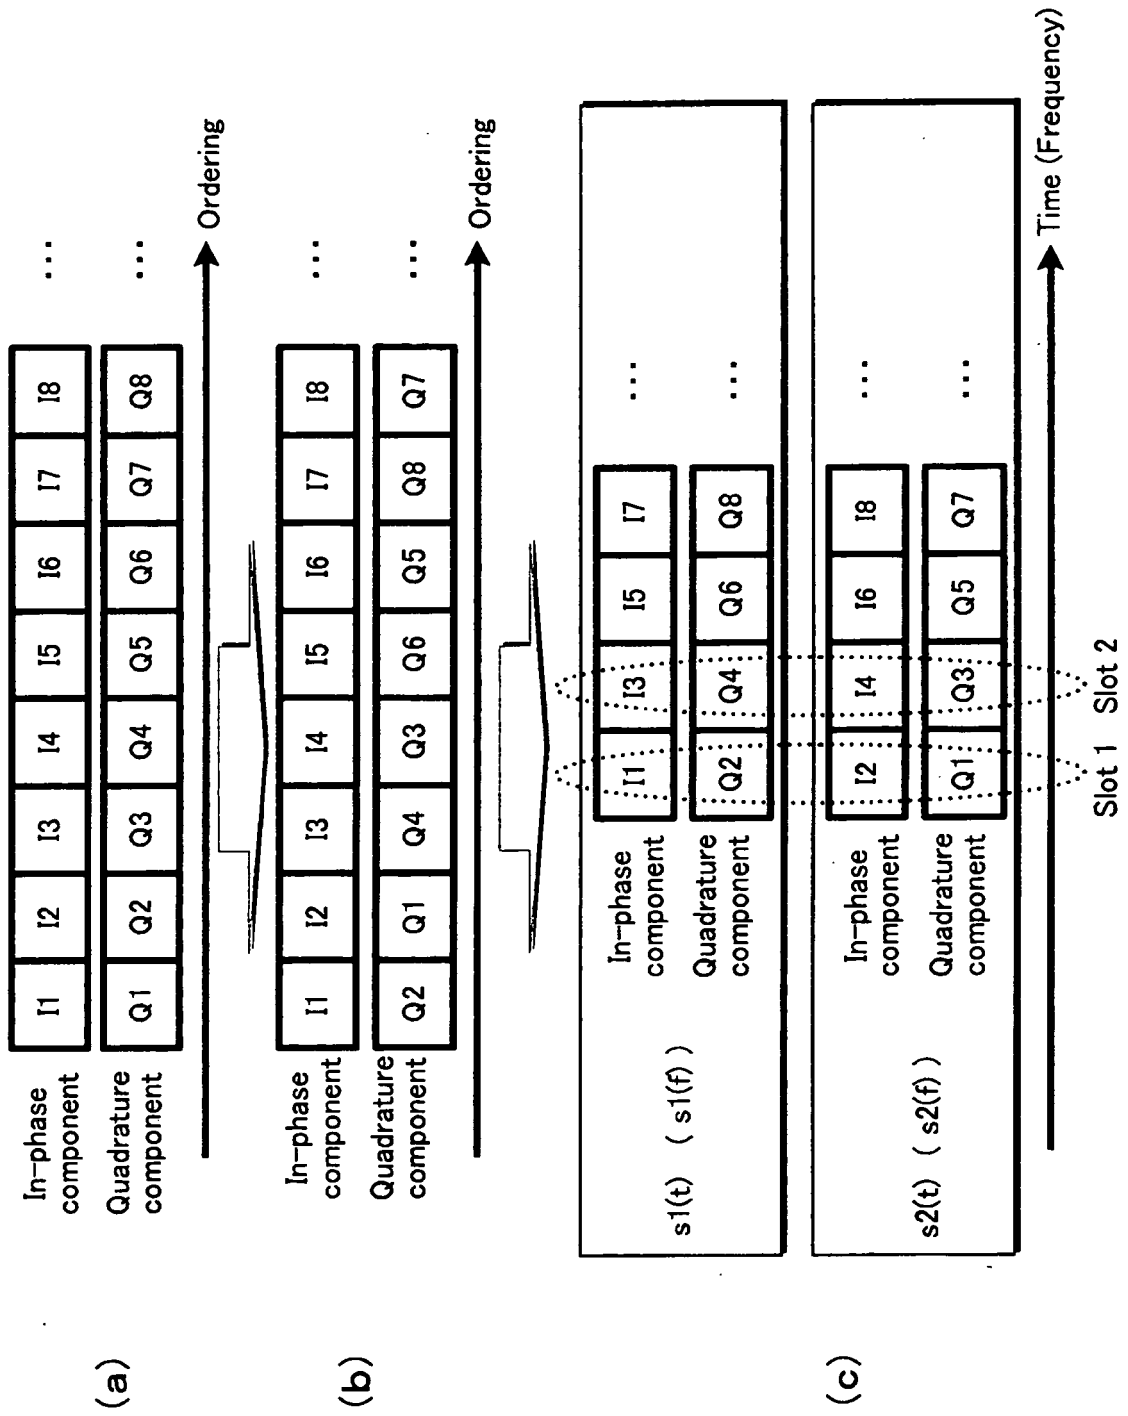 (a)
In-phase
component
I1 I2 I3 I4 I5 I6 I7 I8 ...
Quadrature
component
Q1 Q2 Q3 Q4 Q5 Q6 Q7 Q8 ...
Ordering
(b)
In-phase
component
I1 I2 I3 I4 I5 I6 I7 I8 ...
Quadrature
component
Q2 Q1 Q4 Q3 Q6 Q5 Q8 Q7 ...
Ordering
(c)
s1(t) ( s1(f) )
In-phase
component
I1 I3 I5 I7 ...
Quadrature
component
Q2 Q4 Q6 Q8 ...
s2(t) ( s2(f) )
In-phase
component
I2 I4 I6 I8 ...
Quadrature
component
Q1 Q3 Q5 Q7 ...
Time (Frequency)
Slot 1 Slot 2